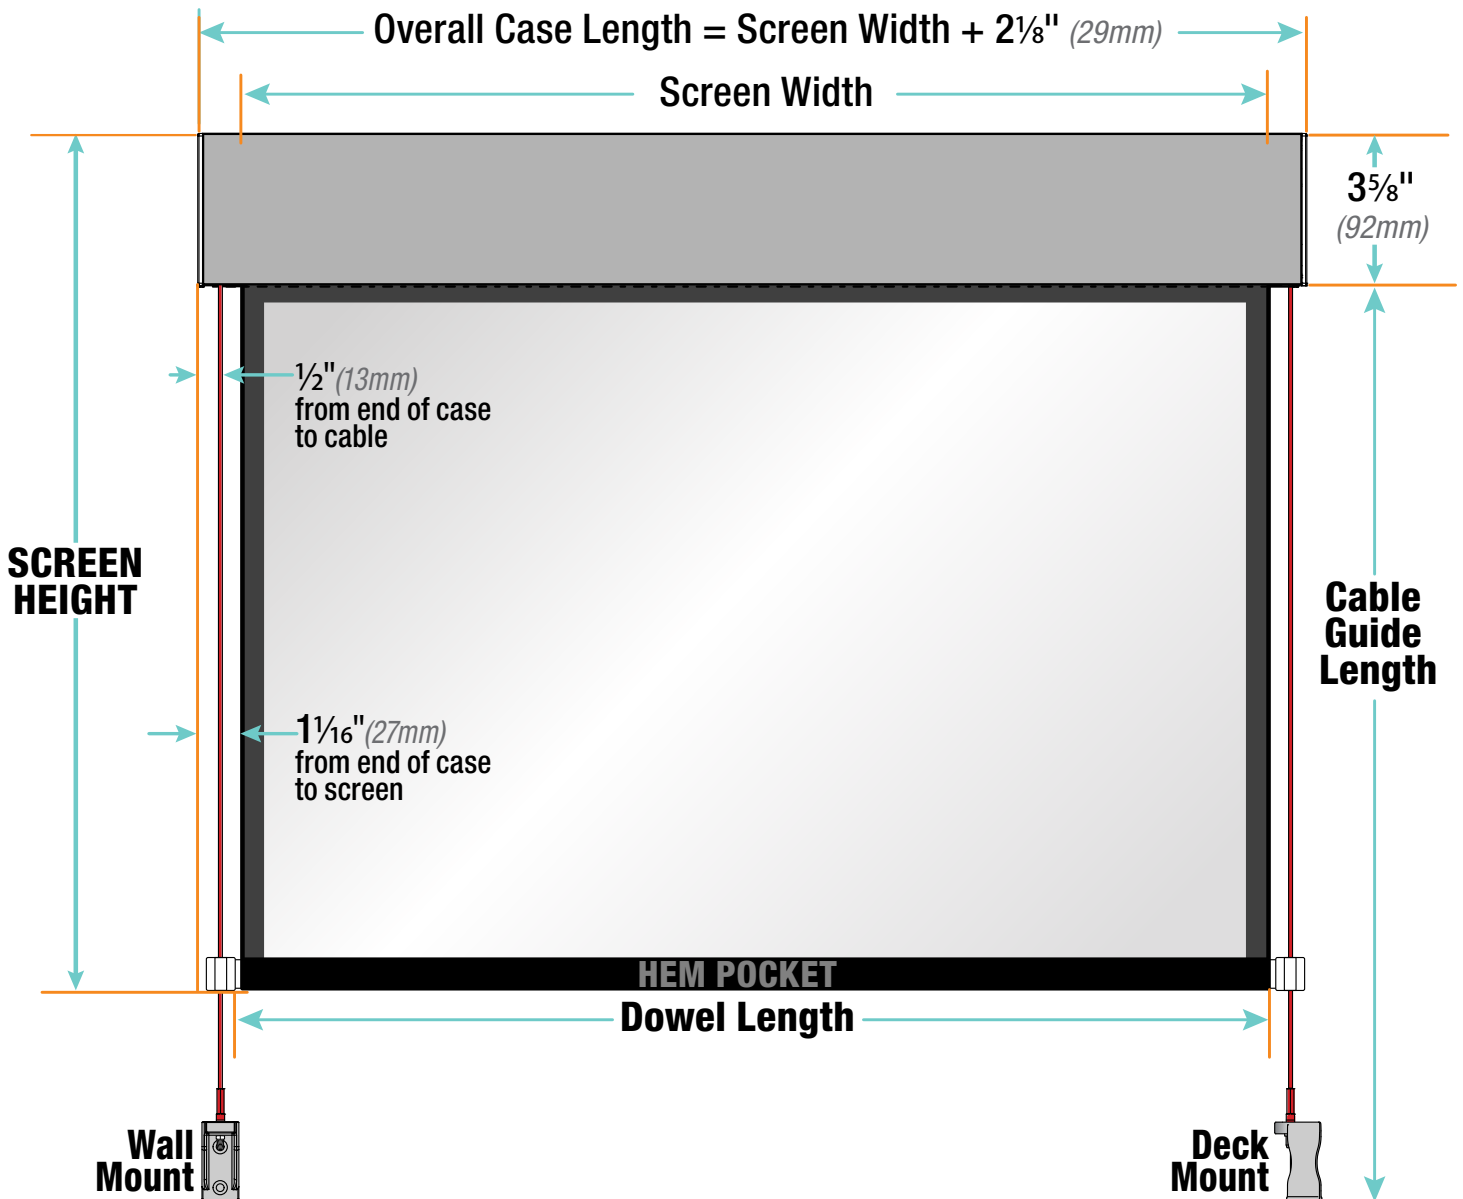 Overall Case Length = Screen Width + 2⅛" (29mm)
Screen Width
3⅝"
(92mm)
½"(13mm)
from end of case
to cable
SCREEN
HEIGHT
Cable
Guide
Length
1 1⁄16"(27mm)
from end of case
to screen
HEM POCKET
Dowel Length
Wall
Mount
Deck
Mount